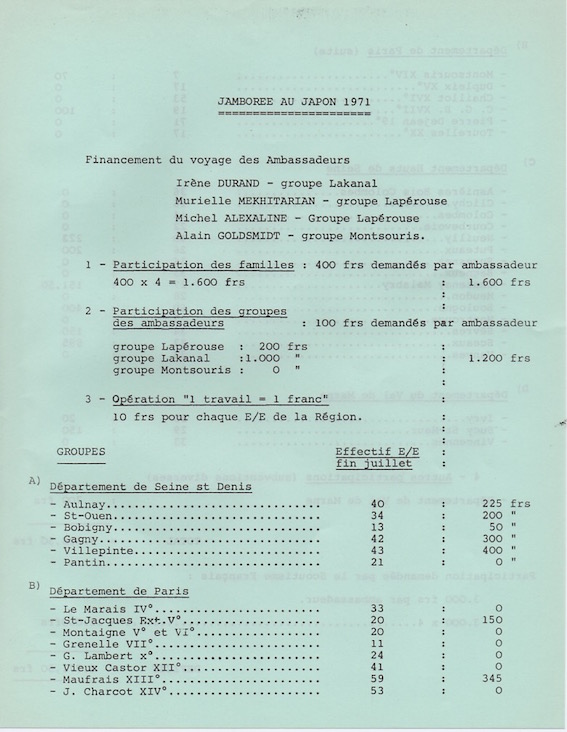 JAMBOREE AU JAPON 1971
======================
Financement du voyage des Ambassadeurs
Irène DURAND - groupe Lakanal
Murielle MEKHITARIAN - groupe Lapérouse
Michel ALEXALINE - Groupe Lapérouse
Alain GOLDSMIDT - groupe Montsouris.
1 - Participation des familles : 400 frs demandés par ambassadeur
400 x 4 = 1.600 frs : 1.600 frs
:
2 - Participation des groupes
des ambassadeurs : 100 frs demandés par ambassadeur
groupe Lapérouse : 200 frs :
groupe Lakanal :1.000 " : 1.200 frs
groupe Montsouris : 0 " :
:
3 - Opération "1 travail = 1 franc" :
10 frs pour chaque E/E de la Région. :
:
GROUPES Effectif E/E :
fin juillet :
A) Département de Seine st Denis
- Aulnay............................... 40 : 225 frs
- St-Ouen.............................. 34 : 200 "
- Bobigny.............................. 13 : 50 "
- Gagny................................ 42 : 300 "
- Villepinte........................... 43 : 400 "
- Pantin............................... 21 : 0 "
B) Département de Paris
- Le Marais IV°........................ 33 : 0
- St-Jacques Ext.V°.................... 20 : 150
- Montaigne V° et VI°.................. 20 : 0
- Grenelle VII°........................ 11 : 0
- G. Lambert x°........................ 24 : 0
- Vieux Castor XII°.................... 41 : 0
- Maufrais XIII°....................... 59 : 345
- J. Charcot XIV°...................... 53 : 0